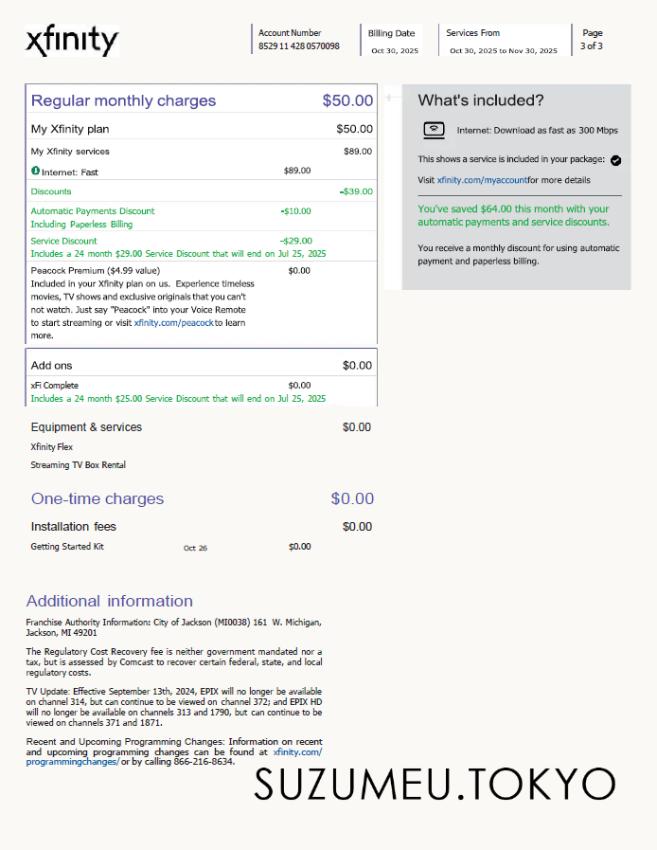 xfinity
Account Number
8529 11 428 0570098
Billing Date
Oct 30, 2025
Services From
Oct 30, 2025 to Nov 30, 2025
Page
3 of 3
Regular monthly charges $50.00
My Xfinity plan $50.00
My Xfinity services $89.00
Internet: Fast $89.00
Discounts -$39.00
Automatic Payments Discount -$10.00
Including Paperless Billing
Service Discount -$29.00
Includes a 24 month $29.00 Service Discount that will end on Jul 25, 2025
Peacock Premium ($4.99 value) $0.00
Included in your Xfinity plan on us. Experience timeless
movies, TV shows and exclusive originals that you can't
not watch. Just say "Peacock" into your Voice Remote
to start streaming or visit xfinity.com/peacock to learn
more.
Add ons $0.00
xFi Complete $0.00
Includes a 24 month $25.00 Service Discount that will end on Jul 25, 2025
Equipment & services $0.00
Xfinity Flex
Streaming TV Box Rental
One-time charges $0.00
Installation fees $0.00
Getting Started Kit Oct 26 $0.00
What's included?
Internet: Download as fast as 300 Mbps
This shows a service is included in your package:
Visit xfinity.com/myaccountfor more details
You've saved $64.00 this month with your
automatic payments and service discounts.
You receive a monthly discount for using automatic
payment and paperless billing.
Additional information
Franchise Authority Information: City of Jackson (MI0038) 161 W. Michigan,
Jackson, MI 49201
The Regulatory Cost Recovery fee is neither government mandated nor a
tax, but is assessed by Comcast to recover certain federal, state, and local
regulatory costs.
TV Update: Effective September 13th, 2024, EPIX will no longer be available
on channel 314, but can continue to be viewed on channel 372; and EPIX HD
will no longer be available on channels 313 and 1790, but can continue to be
viewed on channels 371 and 1871.
Recent and Upcoming Programming Changes: Information on recent
and upcoming programming changes can be found at xfinity.com/
programmingchanges/ or by calling 866-216-8634.
SUZUMEU.TOKYO